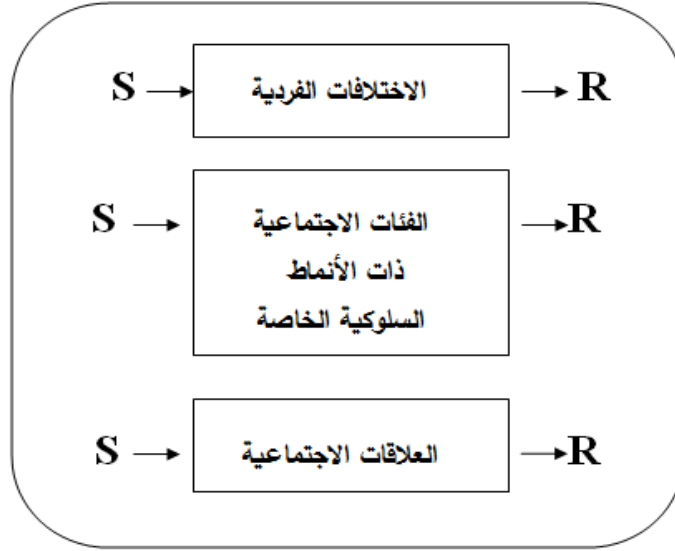 S → الاختلافات الفردية → R
S → الفئات الاجتماعية → R
ذات الأنماط
السلوكية الخاصة
S → العلاقات الاجتماعية → R